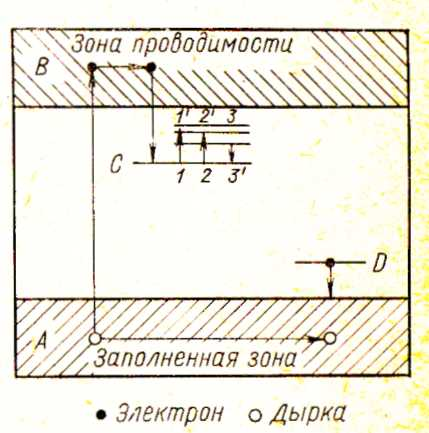 Зона проводимости
B
1' 2' 3
C
1 2 3'
D
A
Заполненная зона
• Электрон ○ Дырка